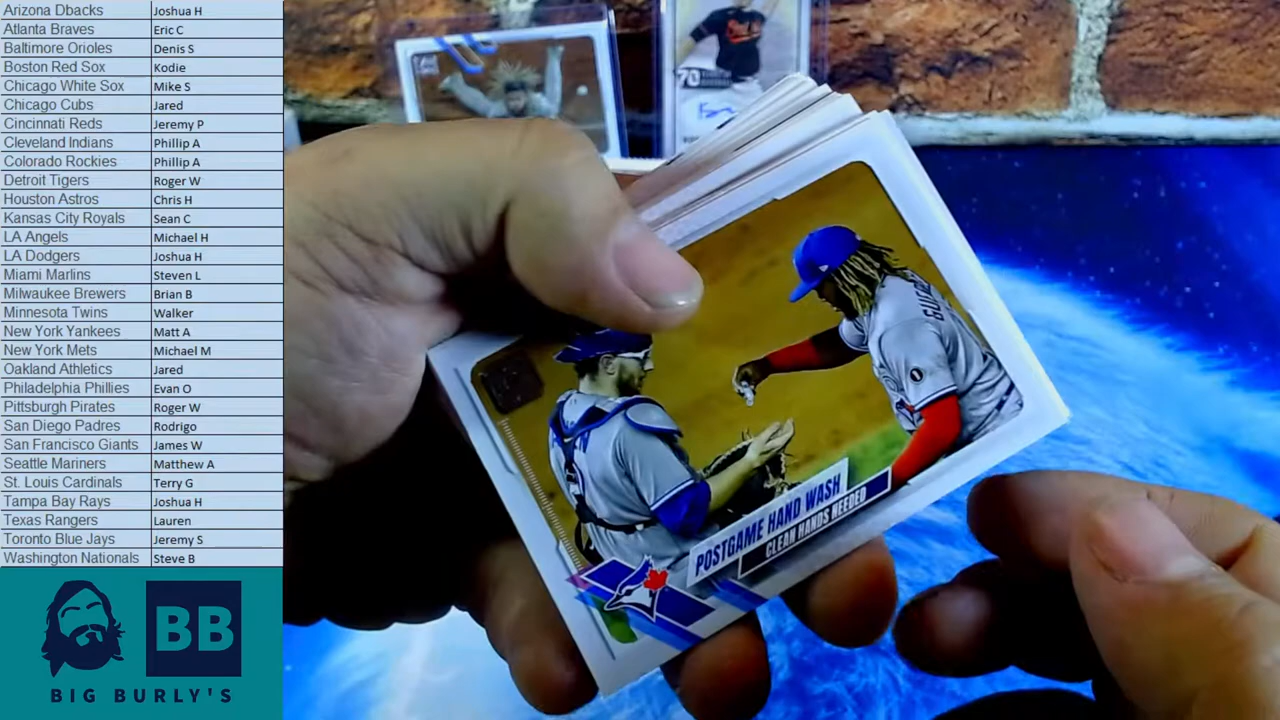 Arizona Dbacks Joshua H
Atlanta Braves Eric C
Baltimore Orioles Denis S
Boston Red Sox Kodie
Chicago White Sox Mike S
Chicago Cubs Jared
Cincinnati Reds Jeremy P
Cleveland Indians Phillip A
Colorado Rockies Phillip A
Detroit Tigers Roger W
Houston Astros Chris H
Kansas City Royals Sean C
LA Angels Michael H
LA Dodgers Joshua H
Miami Marlins Steven L
Milwaukee Brewers Brian B
Minnesota Twins Walker
New York Yankees Matt A
New York Mets Michael M
Oakland Athletics Jared
Philadelphia Phillies Evan O
Pittsburgh Pirates Roger W
San Diego Padres Rodrigo
San Francisco Giants James W
Seattle Mariners Matthew A
St. Louis Cardinals Terry G
Tampa Bay Rays Joshua H
Texas Rangers Lauren
Toronto Blue Jays Jeremy S
Washington Nationals Steve B
BB
BIG BURLY'S
70
POSTGAME HAND WASH
CLEAN HANDS NEEDED